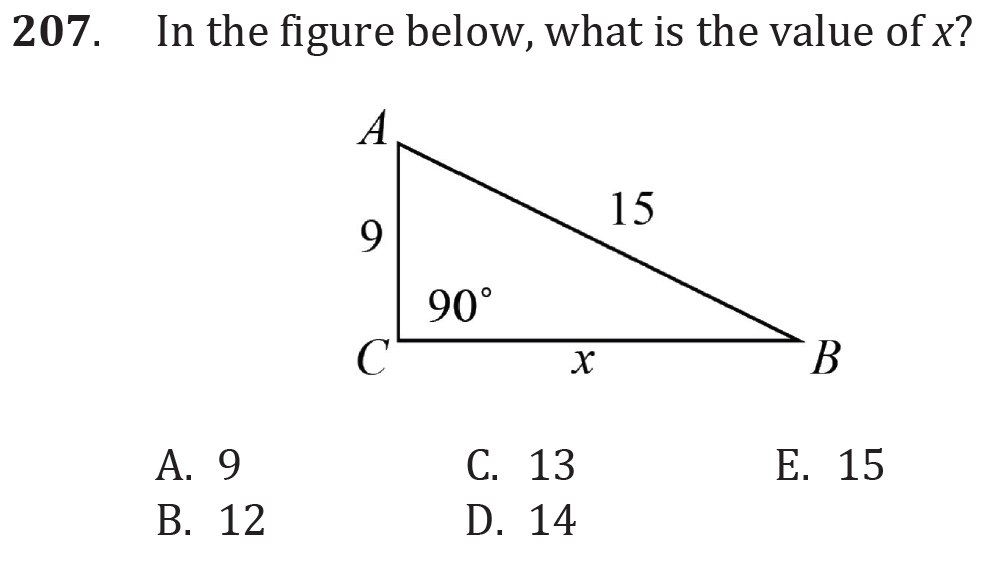 207. In the figure below, what is the value of x?
A
15
9
90°
C
x
B
A. 9 C. 13 E. 15
B. 12 D. 14